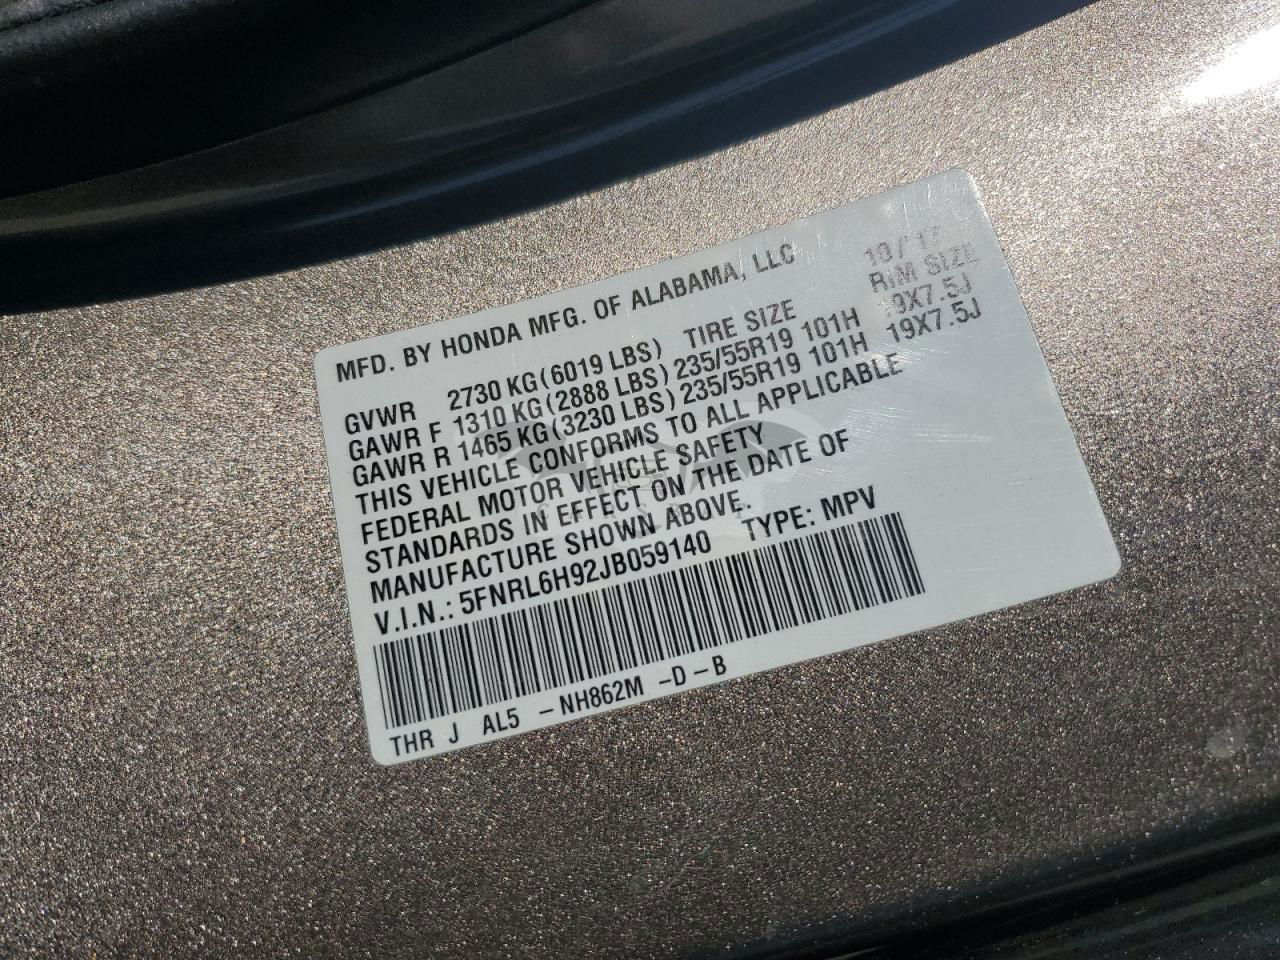 MFD. BY HONDA MFG. OF ALABAMA, LLC 10/17
GVWR 2730 KG(6019 LBS) TIRE SIZE RIM SIZE
GAWR F 1310 KG(2888 LBS) 235/55R19 101H 19X7.5J
GAWR R 1465 KG(3230 LBS) 235/55R19 101H 19X7.5J
THIS VEHICLE CONFORMS TO ALL APPLICABLE
FEDERAL MOTOR VEHICLE SAFETY
STANDARDS IN EFFECT ON THE DATE OF
MANUFACTURE SHOWN ABOVE.
V.I.N.: 5FNRL6H92JB059140 TYPE: MPV
THR J AL5 -NH862M -D-B